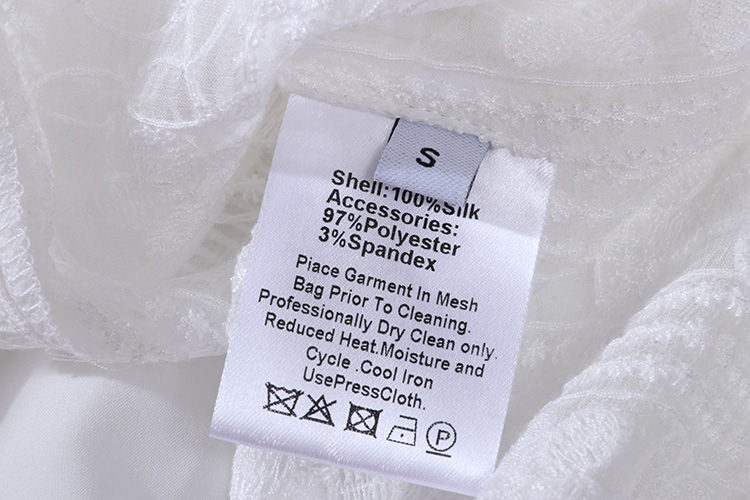 S
Shell:100%Silk
Accessories:
97%Polyester
3%Spandex
Piace Garment In Mesh
Bag Prior To Cleaning.
Professionally Dry Clean only.
Reduced Heat.Moisture and
Cycle .Cool Iron
UsePressCloth.
P